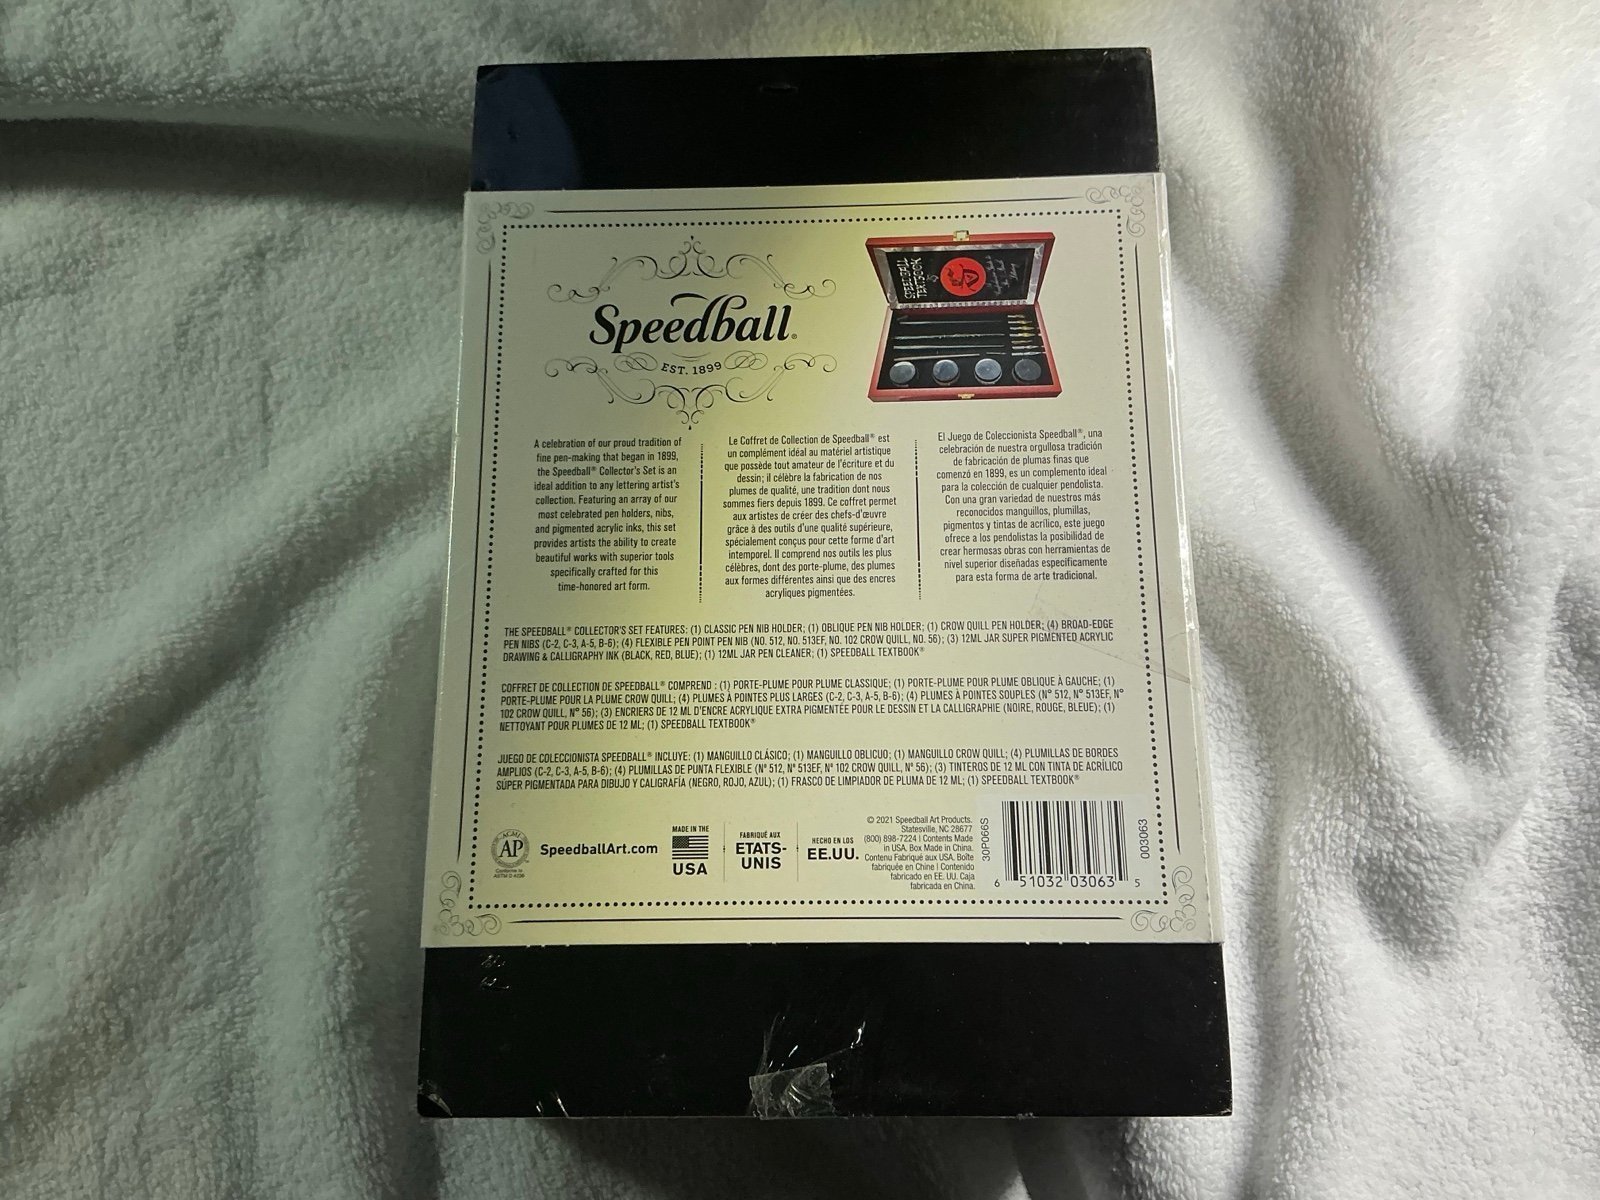 Speedball®
EST. 1899
SPEEDBALL
TEXTBOOK
A celebration of our proud tradition of
fine pen-making that began in 1899,
the Speedball® Collector's Set is an
ideal addition to any lettering artist's
collection. Featuring an array of our
most celebrated pen holders, nibs,
and pigmented acrylic inks, this set
provides artists the ability to create
beautiful works with superior tools
specifically crafted for this
time-honored art form.
Le Coffret de Collection de Speedball® est
un complément idéal au matériel artistique
que possède tout amateur de l'écriture et du
dessin; il célèbre la fabrication de nos
plumes de qualité, une tradition dont nous
sommes fiers depuis 1899. Ce coffret permet
aux artistes de créer des chefs-d'œuvre
grâce à des outils d'une qualité supérieure,
spécialement conçus pour cette forme d'art
intemporel. Il comprend nos outils les plus
célèbres, dont des porte-plume, des plumes
aux formes différentes ainsi que des encres
acryliques pigmentées.
El Juego de Coleccionista Speedball®, una
celebración de nuestra orgullosa tradición
de fabricación de plumas finas que
comenzó en 1899, es un complemento ideal
para la colección de cualquier pendolista.
Con una gran variedad de nuestros más
reconocidos manguillos, plumillas,
pigmentos y tintas de acrílico, este juego
ofrece a los pendolistas la posibilidad de
crear hermosas obras con herramientas de
nivel superior diseñadas específicamente
para esta forma de arte tradicional.
THE SPEEDBALL® COLLECTOR'S SET FEATURES: (1) CLASSIC PEN NIB HOLDER; (1) OBLIQUE PEN NIB HOLDER; (1) CROW QUILL PEN HOLDER; (4) BROAD-EDGE
PEN NIBS (C-2, C-3, A-5, B-6); (4) FLEXIBLE PEN POINT PEN NIB (NO. 512, NO. 513EF, NO. 102 CROW QUILL, NO. 56); (3) 12ML JAR SUPER PIGMENTED ACRYLIC
DRAWING & CALLIGRAPHY INK (BLACK, RED, BLUE); (1) 12ML JAR PEN CLEANER; (1) SPEEDBALL TEXTBOOK®
COFFRET DE COLLECTION DE SPEEDBALL® COMPREND : (1) PORTE-PLUME POUR PLUME CLASSIQUE; (1) PORTE-PLUME POUR PLUME OBLIQUE À GAUCHE; (1)
PORTE-PLUME POUR LA PLUME CROW QUILL; (4) PLUMES À POINTES PLUS LARGES (C-2, C-3, A-5, B-6); (4) PLUMES À POINTES SOUPLES (N° 512, N° 513EF, N°
102 CROW QUILL, N° 56); (3) ENCRIERS DE 12 ML D'ENCRE ACRYLIQUE EXTRA PIGMENTÉE POUR LE DESSIN ET LA CALLIGRAPHIE (NOIRE, ROUGE, BLEUE); (1)
NETTOYANT POUR PLUMES DE 12 ML; (1) SPEEDBALL TEXTBOOK®
JUEGO DE COLECCIONISTA SPEEDBALL® INCLUYE: (1) MANGUILLO CLÁSICO; (1) MANGUILLO OBLICUO; (1) MANGUILLO CROW QUILL; (4) PLUMILLAS DE BORDES
AMPLIOS (C-2, C-3, A-5, B-6); (4) PLUMILLAS DE PUNTA FLEXIBLE (N° 512, N° 513EF, N° 102 CROW QUILL, N° 56); (3) TINTEROS DE 12 ML CON TINTA DE ACRÍLICO
SÚPER PIGMENTADA PARA DIBUJO Y CALIGRAFÍA (NEGRO, ROJO, AZUL); (1) FRASCO DE LIMPIADOR DE PLUMA DE 12 ML; (1) SPEEDBALL TEXTBOOK®
ACMI
AP
Conforms to
ASTM D 4236
SpeedballArt.com
MADE IN THE
USA
FABRIQUÉ AUX
ETATS-
UNIS
HECHO EN LOS
EE.UU.
© 2021 Speedball Art Products.
Statesville, NC 28677
(800) 898-7224 | Contents Made
in USA. Box Made in China.
Contenu Fabriqué aux USA. Boîte
fabriquée en Chine | Contenido
fabricado en EE. UU. Caja
fabricada en China.
30P066S
6 51032 03063 5
003063